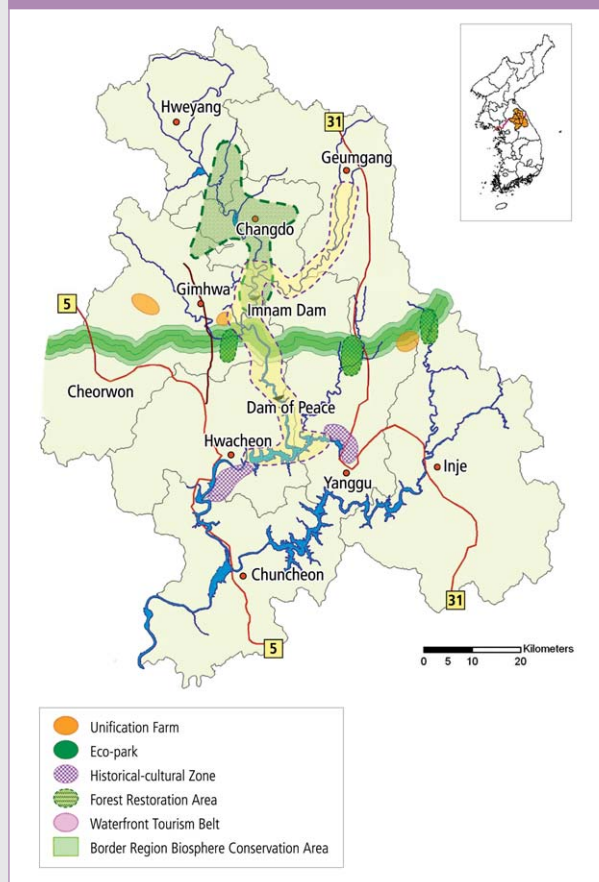 Hweyang
31
Geumgang
Changdo
Gimhwa
5
Imnam Dam
Cheorwon
Dam of Peace
Hwacheon
Inje
Yanggu
Chuncheon
31
5
Kilometers
0 5 10 20
Unification Farm
Eco-park
Historical-cultural Zone
Forest Restoration Area
Waterfront Tourism Belt
Border Region Biosphere Conservation Area